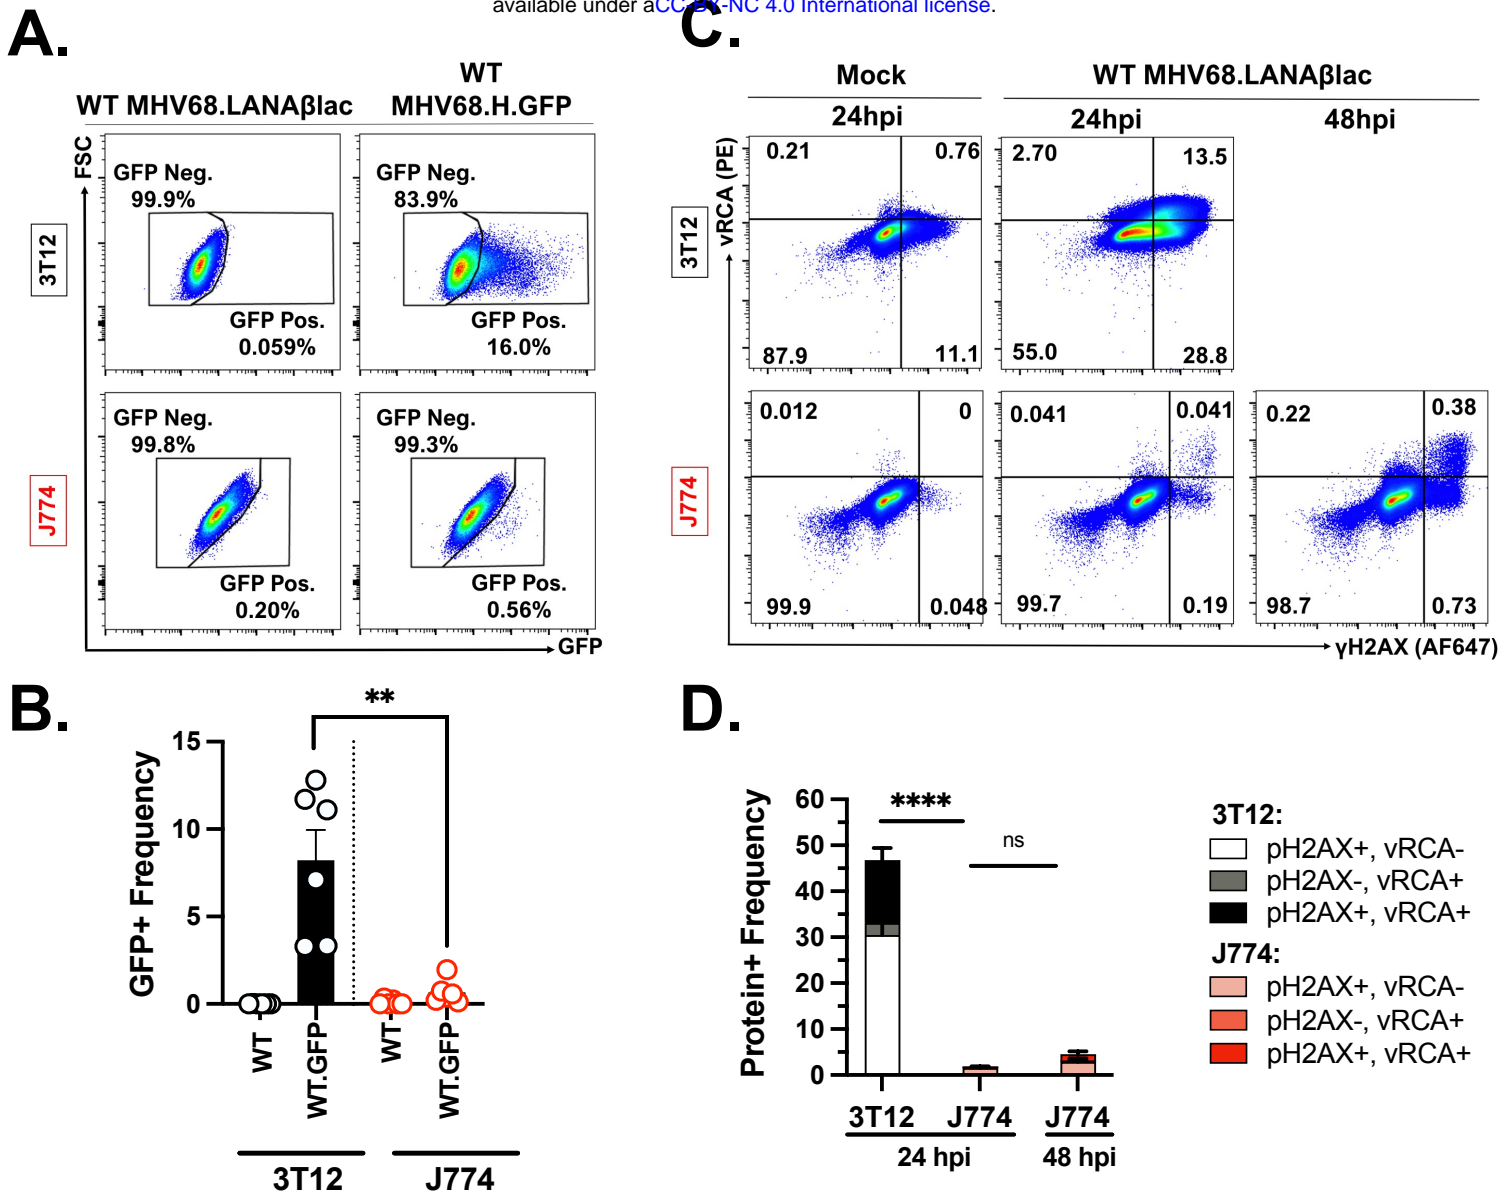 available under aCC-BY-NC 4.0 International license.
A.
WT MHV68.LANAβlac
WT
MHV68.H.GFP
FSC
3T12
GFP Neg.
99.9%
GFP Pos.
0.059%
GFP Neg.
83.9%
GFP Pos.
16.0%
J774
GFP Neg.
99.8%
GFP Pos.
0.20%
GFP Neg.
99.3%
GFP Pos.
0.56%
GFP
C.
Mock
WT MHV68.LANAβlac
24hpi
24hpi
48hpi
vRCA (PE)
3T12
0.21
0.76
87.9
11.1
2.70
13.5
55.0
28.8
J774
0.012
0
99.9
0.048
0.041
0.041
99.7
0.19
0.22
0.38
98.7
0.73
γH2AX (AF647)
B.
**
GFP+ Frequency
15
10
5
0
WT
WT.GFP
WT
WT.GFP
3T12
J774
D.
Protein+ Frequency
60
50
40
30
20
10
0
****
ns
3T12
J774
J774
24 hpi
48 hpi
3T12:
pH2AX+, vRCA-
pH2AX-, vRCA+
pH2AX+, vRCA+
J774:
pH2AX+, vRCA-
pH2AX-, vRCA+
pH2AX+, vRCA+